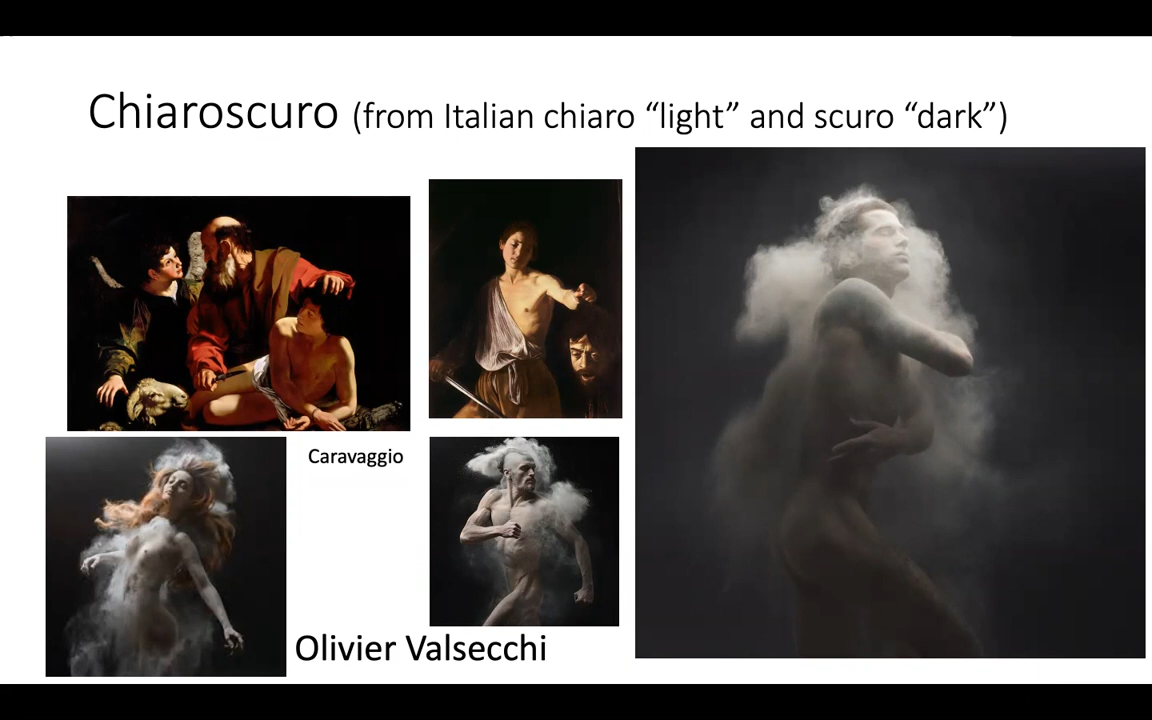 Chiaroscuro (from Italian chiaro “light” and scuro “dark”)
Caravaggio
Olivier Valsecchi